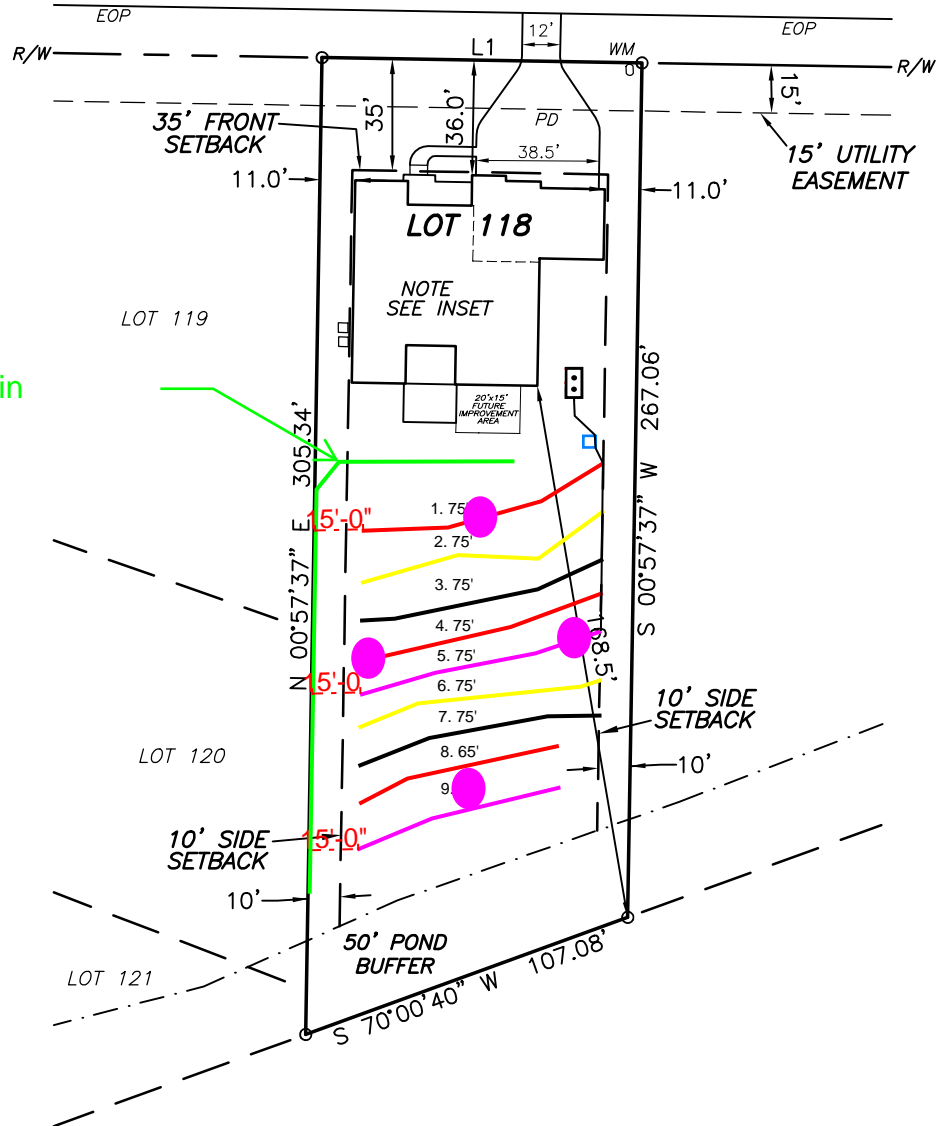 EOP
EOP
12'
R/W
L1
WM
R/W
35'
36.0'
15'
35' FRONT
SETBACK
PD
38.5'
15' UTILITY
EASEMENT
11.0'
11.0'
LOT 118
NOTE
SEE INSET
LOT 119
in
20'x15'
FUTURE
IMPROVEMENT
AREA
N 00°57'37" E 305.34'
S 00°57'37" W 267.06'
1. 75'
15'-0"
2. 75'
3. 75'
4. 75'
168.5'
5. 75'
15'-0
6. 75'
7. 75'
10' SIDE
SETBACK
8. 65'
LOT 120
10'
9.
15'-0"
10' SIDE
SETBACK
10'
50' POND
BUFFER
LOT 121
S 70°00'40" W 107.08'